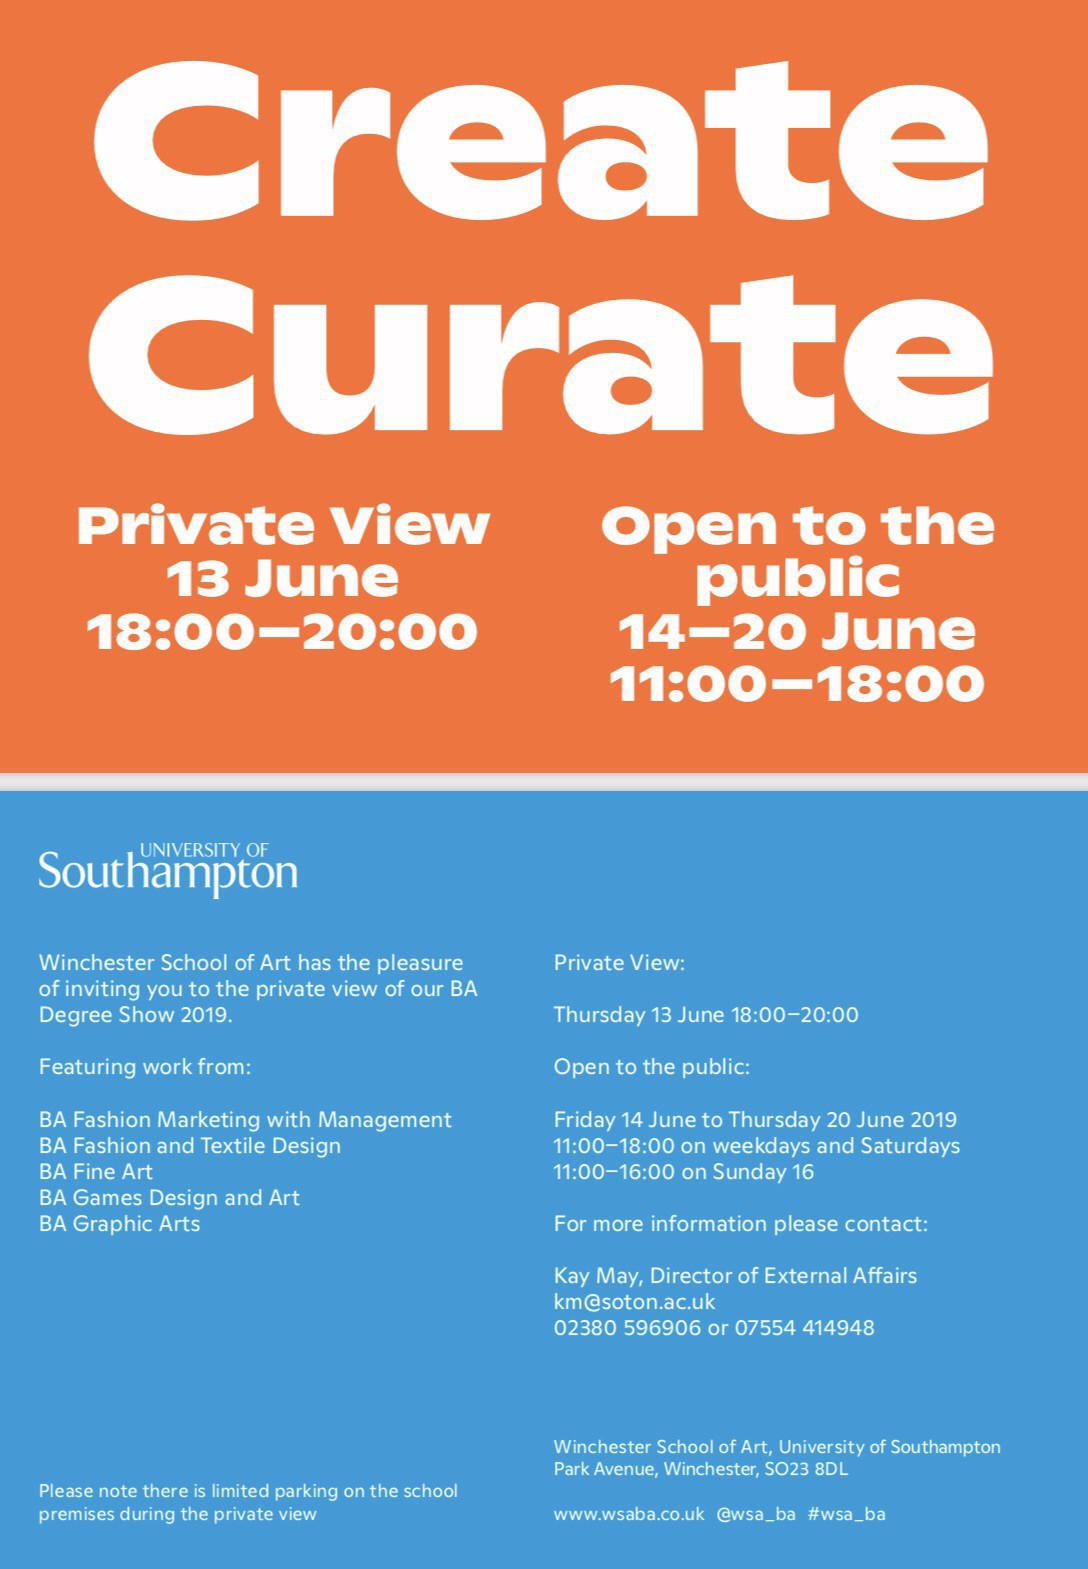 Create
Curate
Private View
13 June
18:00–20:00
Open to the
public
14–20 June
11:00–18:00
UNIVERSITY OF
Southampton
Winchester School of Art has the pleasure
of inviting you to the private view of our BA
Degree Show 2019.
Featuring work from:
BA Fashion Marketing with Management
BA Fashion and Textile Design
BA Fine Art
BA Games Design and Art
BA Graphic Arts
Please note there is limited parking on the school
premises during the private view
Private View:
Thursday 13 June 18:00–20:00
Open to the public:
Friday 14 June to Thursday 20 June 2019
11:00–18:00 on weekdays and Saturdays
11:00–16:00 on Sunday 16
For more information please contact:
Kay May, Director of External Affairs
km@soton.ac.uk
02380 596906 or 07554 414948
Winchester School of Art, University of Southampton
Park Avenue, Winchester, SO23 8DL
www.wsaba.co.uk @wsa_ba #wsa_ba